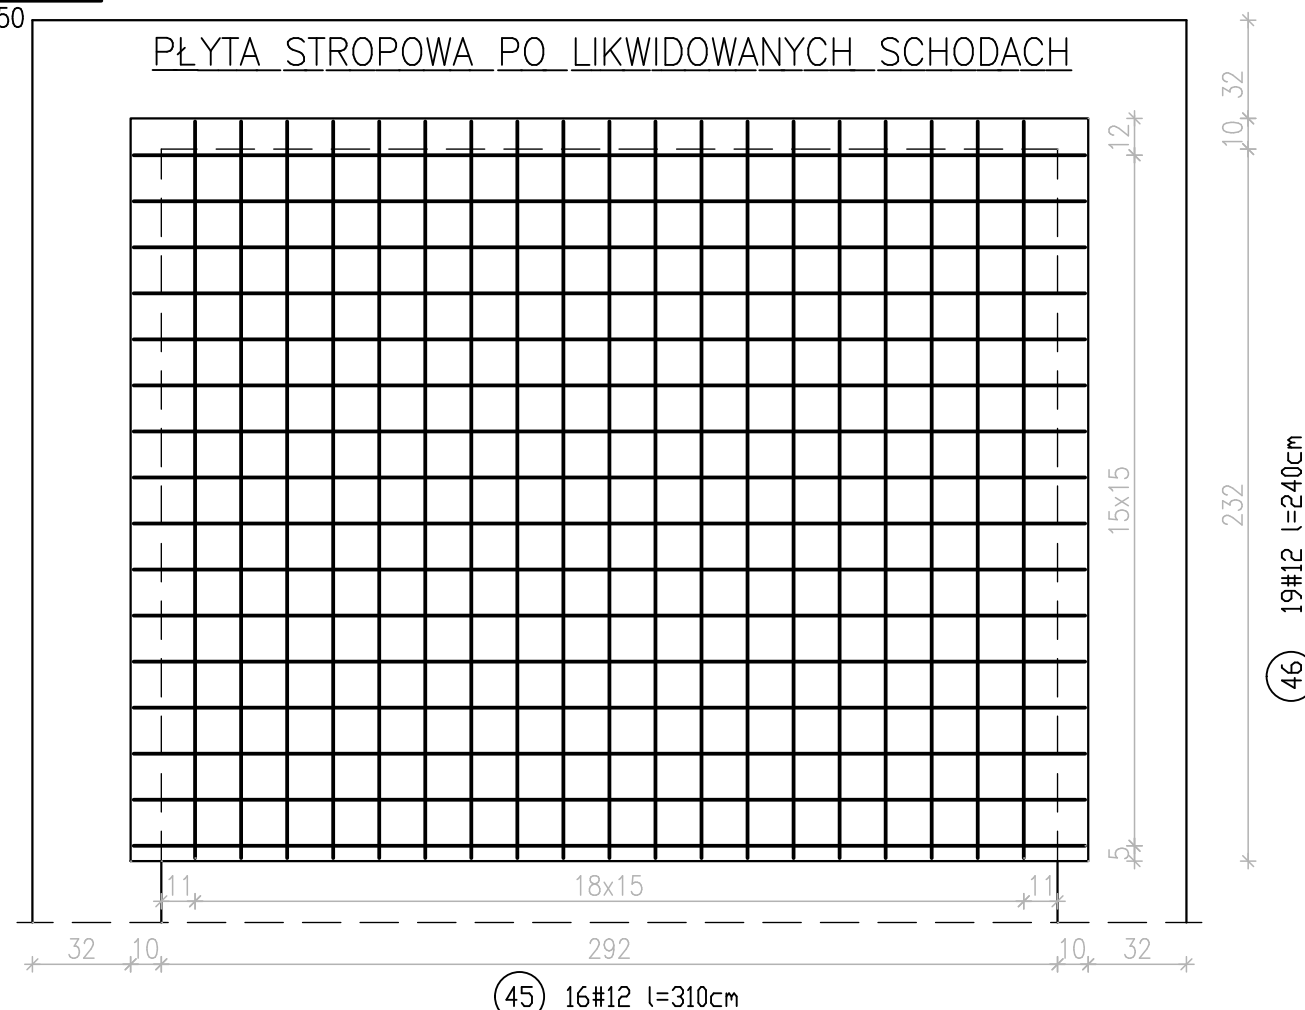 50
PŁYTA STROPOWA PO LIKWIDOWANYCH SCHODACH
32
12
10
15x15
232
19#12 l=240cm
46
5
11
18x15
11
32
10
292
10
32
45 16#12 l=310cm